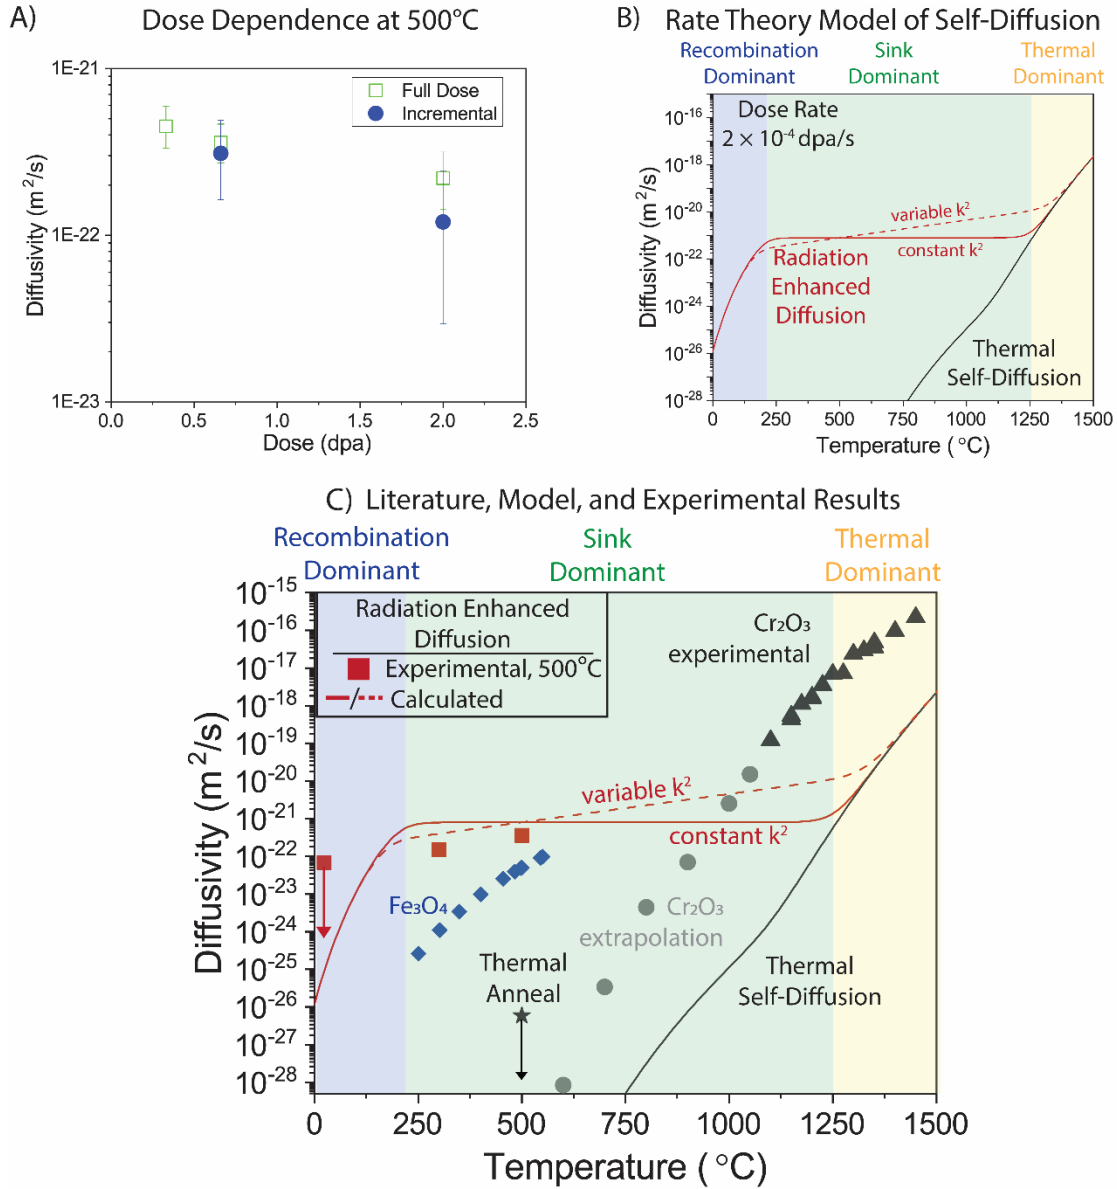 A)
Dose Dependence at 500°C
1E-21
1E-22
1E-23
Diffusivity (m²/s)
Full Dose
Incremental
0.0
0.5
1.0
1.5
2.0
2.5
Dose (dpa)
B)
Rate Theory Model of Self-Diffusion
Recombination
Dominant
Sink
Dominant
Thermal
Dominant
Dose Rate
2 × 10⁻⁴ dpa/s
10⁻¹⁶
10⁻¹⁸
10⁻²⁰
10⁻²²
10⁻²⁴
10⁻²⁶
10⁻²⁸
Diffusivity (m²/s)
variable k²
constant k²
Radiation
Enhanced
Diffusion
Thermal
Self-Diffusion
0
250
500
750
1000
1250
1500
Temperature (°C)
C) Literature, Model, and Experimental Results
Recombination
Dominant
Sink
Dominant
Thermal
Dominant
10⁻¹⁵
10⁻¹⁶
10⁻¹⁷
10⁻¹⁸
10⁻¹⁹
10⁻²⁰
10⁻²¹
10⁻²²
10⁻²³
10⁻²⁴
10⁻²⁵
10⁻²⁶
10⁻²⁷
10⁻²⁸
Diffusivity (m²/s)
Radiation Enhanced
Diffusion
Experimental, 500°C
/ Calculated
Cr₂O₃
experimental
variable k²
constant k²
Fe₃O₄
Cr₂O₃
extrapolation
Thermal
Anneal
Thermal
Self-Diffusion
0
250
500
750
1000
1250
1500
Temperature (°C)